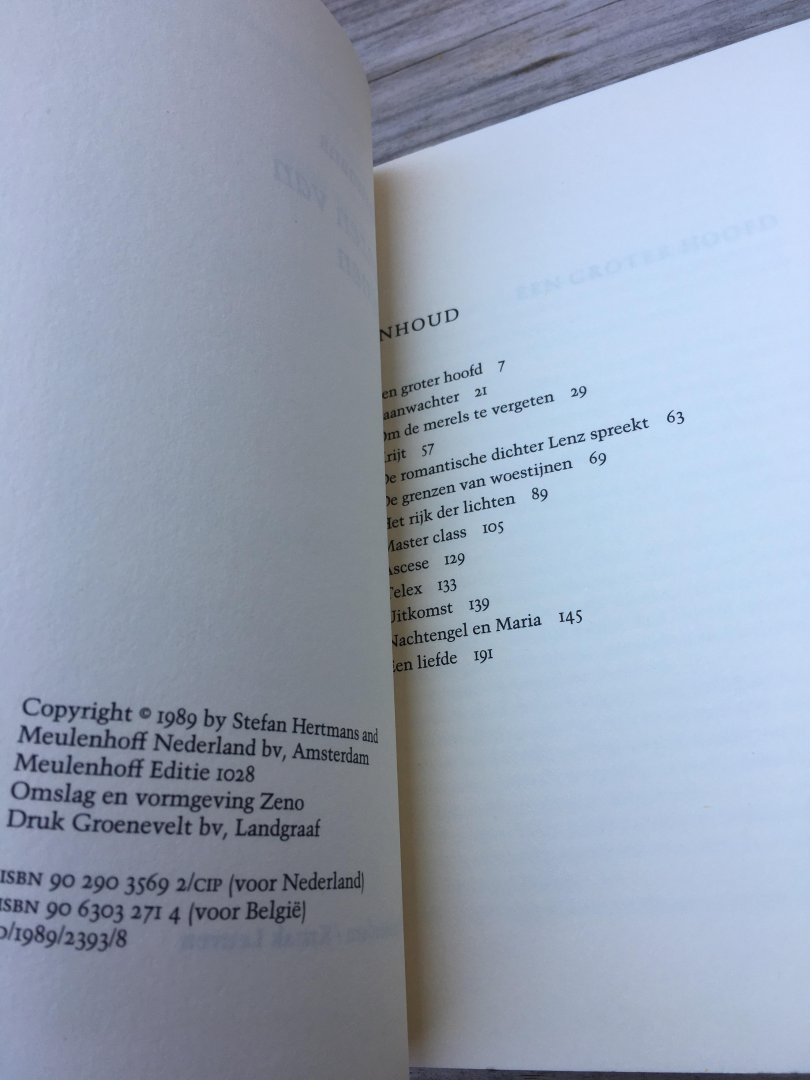 Copyright © 1989 by Stefan Hertmans and
Meulenhoff Nederland bv, Amsterdam
Meulenhoff Editie 1028
Omslag en vormgeving Zeno
Druk Groenevelt bv, Landgraaf
ISBN 90 290 3569 2/CIP (voor Nederland)
ISBN 90 6303 271 4 (voor België)
D/1989/2393/8
EEN GROTER HOOFD
NHOUD
en groter hoofd 7
aanwachter 21
Om de merels te vergeten 29
rijt 57
De romantische dichter Lenz spreekt 63
De grenzen van woestijnen 69
Het rijk der lichten 89
Master class 105
Ascese 129
Telex 133
Uitkomst 139
Nachtengel en Maria 145
Een liefde 191